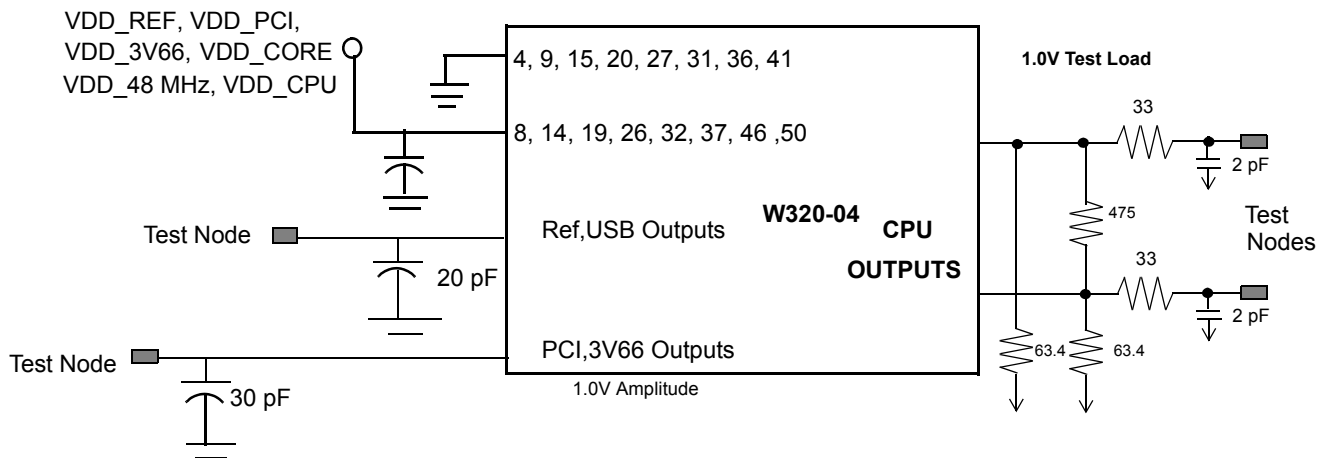 VDD_REF, VDD_PCI,
VDD_3V66, VDD_CORE
VDD_48 MHz, VDD_CPU
4, 9, 15, 20, 27, 31, 36, 41
8, 14, 19, 26, 32, 37, 46 ,50
1.0V Test Load
33
2 pF
W320-04
CPU
OUTPUTS
475
Test
Nodes
Test Node
Ref,USB Outputs
20 pF
33
2 pF
Test Node
PCI,3V66 Outputs
63.4
63.4
1.0V Amplitude
30 pF